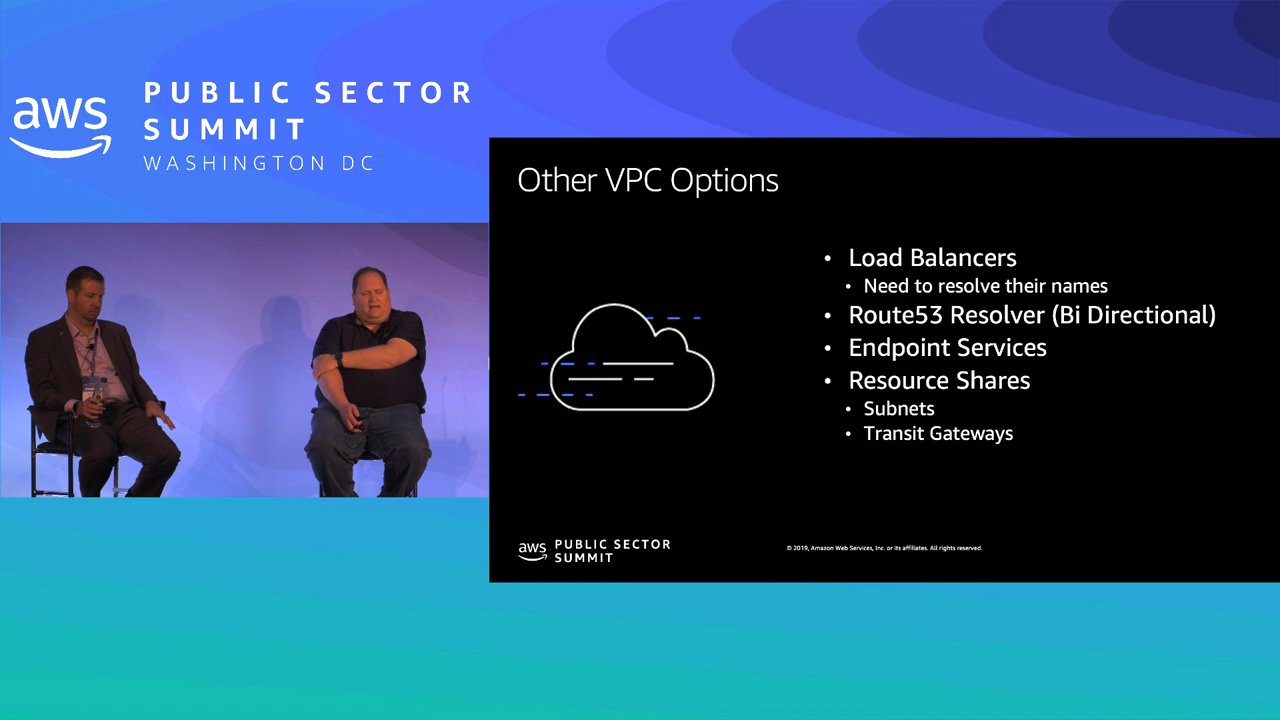 aws
PUBLIC SECTOR
SUMMIT
WASHINGTON DC
Other VPC Options
• Load Balancers
• Need to resolve their names
• Route53 Resolver (Bi Directional)
• Endpoint Services
• Resource Shares
• Subnets
• Transit Gateways
aws
PUBLIC SECTOR
SUMMIT
© 2019, Amazon Web Services, Inc. or its affiliates. All rights reserved.